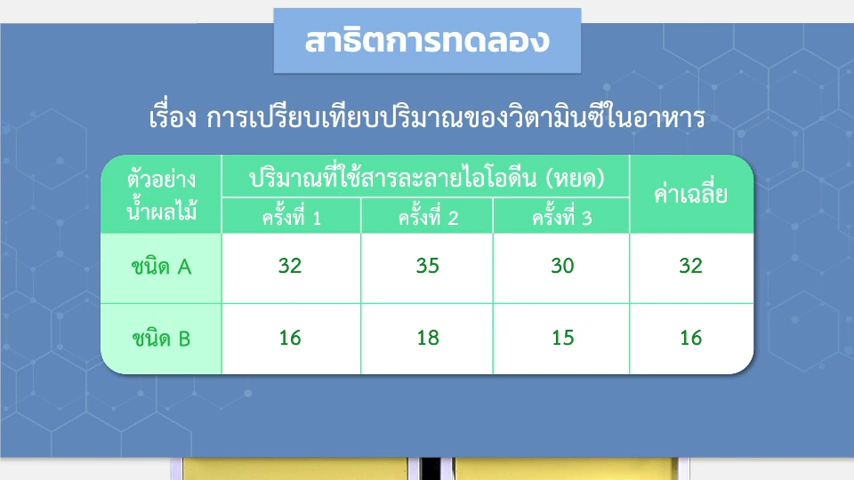 สาธิตการทดลอง
เรื่อง การเปรียบเทียบปริมาณของวิตามินซีในอาหาร
ตัวอย่าง น้ำผลไม้ ปริมาณที่ใช้สารละลายไอโอดีน (หยด) ค่าเฉลี่ย
ครั้งที่ 1 ครั้งที่ 2 ครั้งที่ 3
ชนิด A 32 35 30 32
ชนิด B 16 18 15 16